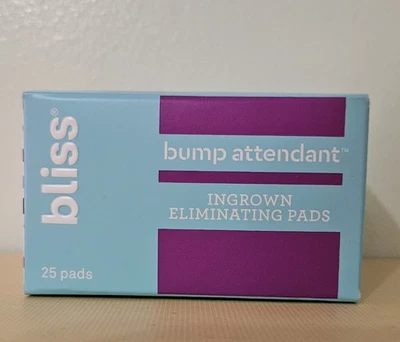 bliss®
bump attendant™
INGROWN
ELIMINATING PADS
25 pads